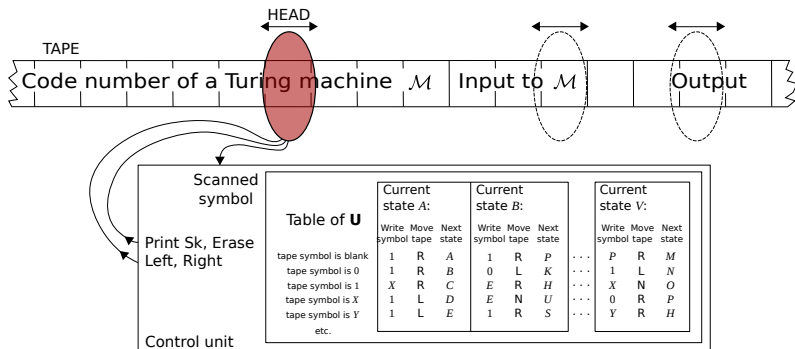 HEAD
TAPE
Code number of a Turing machine ℳ Input to ℳ Output
Scanned
symbol
Print Sk, Erase
Left, Right
Control unit
Table of U
Current
state A:
Current
state B:
Current
state V:
Write Move Next Write Move Next Write Move Next
symbol tape state symbol tape state symbol tape state
tape symbol is blank 1 R A 1 R P · · · P R M
tape symbol is 0 1 R B 0 L K · · · 1 L N
tape symbol is 1 X R C E R H · · · X N O
tape symbol is X 1 L D E N U · · · 0 R P
tape symbol is Y 1 L E 1 R S · · · Y R H
etc.